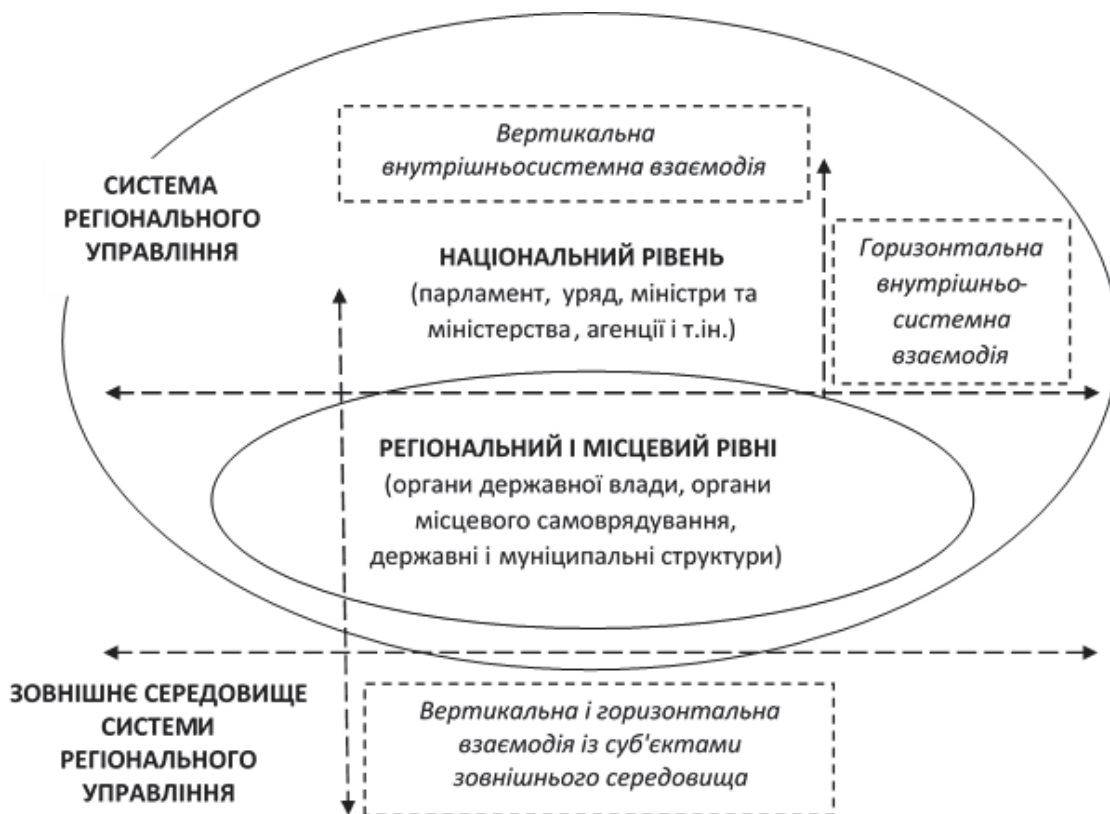 Вертикальна
внутрішньосистемна взаємодія
СИСТЕМА
РЕГІОНАЛЬНОГО
УПРАВЛІННЯ
НАЦІОНАЛЬНИЙ РІВЕНЬ
(парламент, уряд, міністри та
міністерства, агенції і т.ін.)
Горизонтальна
внутрішньо-
системна
взаємодія
РЕГІОНАЛЬНИЙ І МІСЦЕВИЙ РІВНІ
(органи державної влади, органи
місцевого самоврядування,
державні і муніципальні структури)
ЗОВНІШНЄ СЕРЕДОВИЩЕ
СИСТЕМИ
РЕГІОНАЛЬНОГО
УПРАВЛІННЯ
Вертикальна і горизонтальна
взаємодія із суб'єктами
зовнішнього середовища